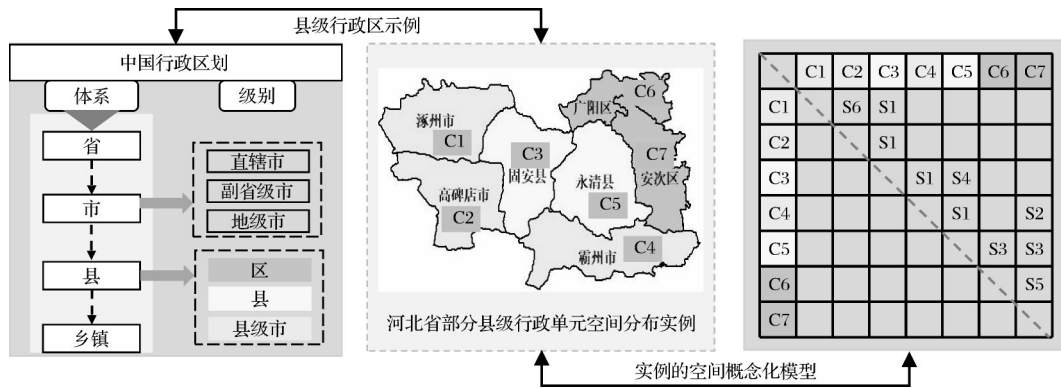 县级行政区示例
中国行政区划
体系
级别
省
市
县
乡镇
直辖市
副省级市
地级市
区
县
县级市
涿州市
C1
高碑店市
C2
C3
固安县
广阳区
C6
C7
安次区
永清县
C5
霸州市
C4
河北省部分县级行政单元空间分布实例
C1 C2 C3 C4 C5 C6 C7
C1 S6 S1
C2 S1
C3 S1 S4
C4 S1 S2
C5 S3 S3
C6 S5
C7
实例的空间概念化模型